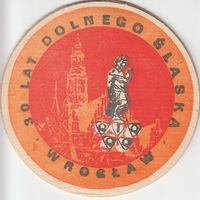 30 LAT DOLNEGO ŚLĄSKA
WROCŁAW